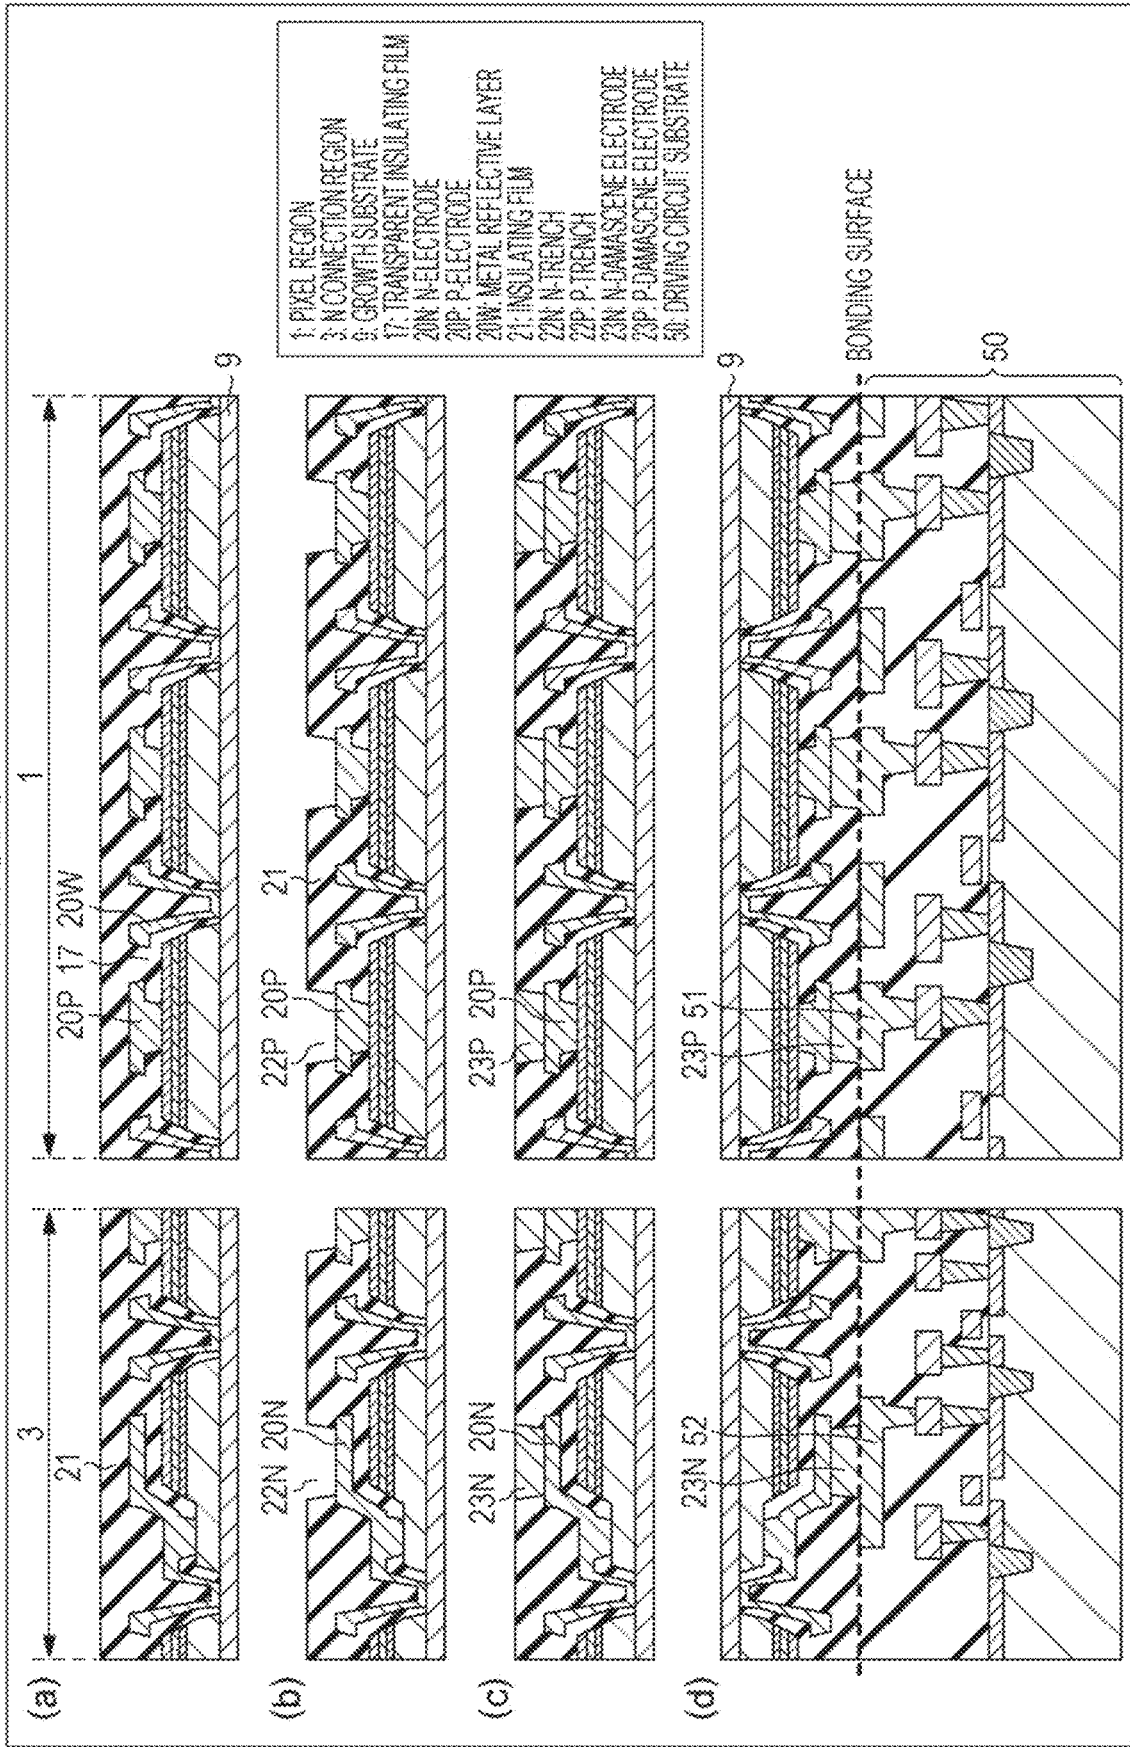 1
3
(a)
21
20P 17 20W
9
(b)
22N 20N
22P 20P
21
(c)
23N 20N
23P 20P
(d)
23N 52
23P 51
9
BONDING SURFACE
50
1: PIXEL REGION
3: N CONNECTION REGION
9: GROWTH SUBSTRATE
17: TRANSPARENT INSULATING FILM
20N: N-ELECTRODE
20P: P-ELECTRODE
20W: METAL REFLECTIVE LAYER
21: INSULATING FILM
22N: N-TRENCH
22P: P-TRENCH
23N: N-DAMASCENE ELECTRODE
23P: P-DAMASCENE ELECTRODE
50: DRIVING CIRCUIT SUBSTRATE